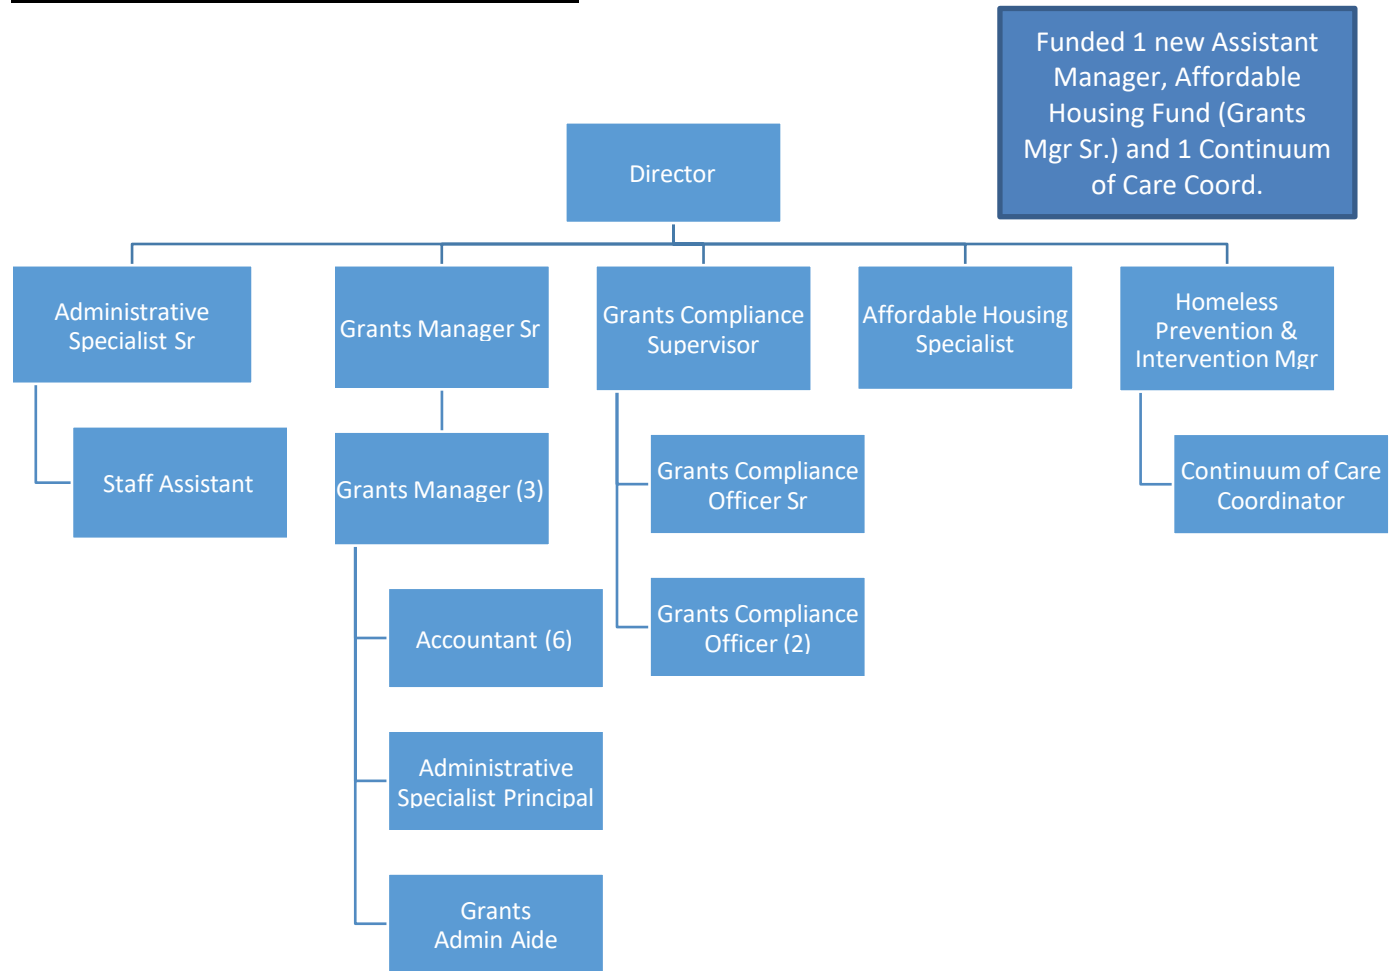 Funded 1 new Assistant
Manager, Affordable
Housing Fund (Grants
Mgr Sr.) and 1 Continuum
of Care Coord.
Director
Administrative
Specialist Sr
Grants Manager Sr
Grants Compliance
Supervisor
Affordable Housing
Specialist
Homeless
Prevention &
Intervention Mgr
Staff Assistant
Grants Manager (3)
Grants Compliance
Officer Sr
Continuum of Care
Coordinator
Accountant (6)
Grants Compliance
Officer (2)
Administrative
Specialist Principal
Grants
Admin Aide